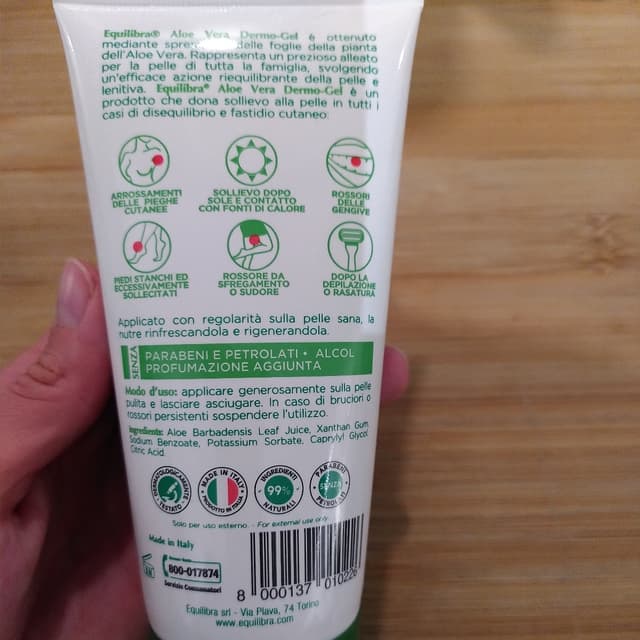 Equilibra® Aloe Vera Dermo-Gel è ottenuto
mediante delle foglie della pianta
dell'Aloe Vera. Rappresenta un prezioso alleato
per la pelle di tutta la famiglia, svolgendo
un'efficace azione riequilibrante della pelle e
lenitiva. Equilibra® Aloe Vera Dermo-Gel è un
prodotto che dona sollievo alla pelle in tutti i
casi di disequilibrio e fastidio cutaneo:
ARROSSAMENTI
DELLE PIEGHE
CUTANEE
SOLLIEVO DOPO
SOLE E CONTATTO
CON FONTI DI CALORE
ROSSORI
DELLE
GENGIVE
PIEDI STANCHI ED
ECCESSIVAMENTE
SOLLECITATI
ROSSORE DA
SFREGAMENTO
O SUDORE
DOPO LA
DEPILAZIONE
O RASATURA
Applicato con regolarità sulla pelle sana, la
nutre rinfrescandola e rigenerandola.
SENZA
PARABENI E PETROLATI • ALCOL
PROFUMAZIONE AGGIUNTA
Modo d'uso: applicare generosamente sulla pelle
pulita e lasciare asciugare. In caso di bruciori o
rossori persistenti sospendere l'utilizzo.
Ingredients: Aloe Barbadensis Leaf Juice, Xanthan Gum,
Sodium Benzoate, Potassium Sorbate, Caprylyl Glycol,
Citric Acid.
DERMATOLOGICAMENTE TESTATO
MADE IN ITALY PRODOTTO IN ITALIA
INGREDIENTI 99% NATURALI
PARABENI SENZA PETROLATI
Solo per uso esterno. - For external use only.
Made in Italy
800-017874
Servizio Consumatori
8 000137 010226
Equilibra srl - Via Plava, 74 Torino
www.equilibra.com